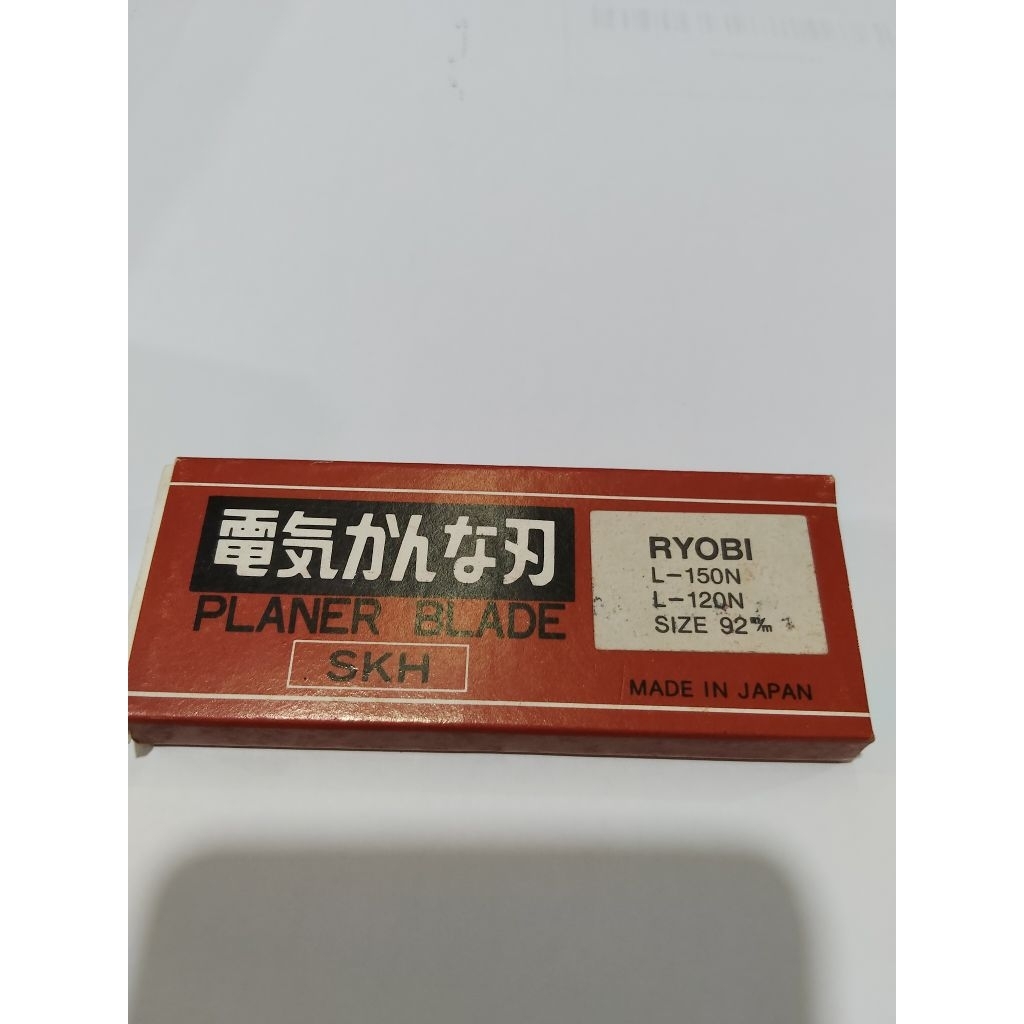 電気かんな刃
PLANER BLADE
SKH
RYOBI
L-150N
L-120N
SIZE 92 m/m
MADE IN JAPAN